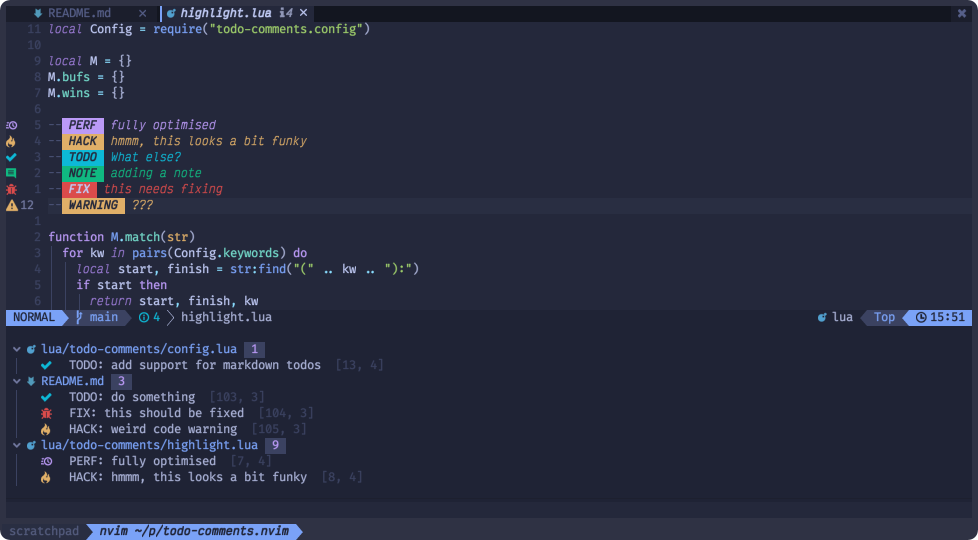 README.md × highlight.lua 4 ×
11 local Config = require("todo-comments.config")
10
9 local M = {}
8 M.bufs = {}
7 M.wins = {}
6
5 -- PERF fully optimised
4 -- HACK hmmm, this looks a bit funky
3 -- TODO What else?
2 -- NOTE adding a note
1 -- FIX this needs fixing
12 -- WARNING ???
1
2 function M.match(str)
3 for kw in pairs(Config.keywords) do
4 local start, finish = str:find("(" .. kw .. "):")
5 if start then
6 return start, finish, kw
NORMAL main 4 highlight.lua lua Top 15:51
lua/todo-comments/config.lua 1
TODO: add support for markdown todos [13, 4]
README.md 3
TODO: do something [103, 3]
FIX: this should be fixed [104, 3]
HACK: weird code warning [105, 3]
lua/todo-comments/highlight.lua 9
PERF: fully optimised [7, 4]
HACK: hmmm, this looks a bit funky [8, 4]
scratchpad nvim ~/p/todo-comments.nvim